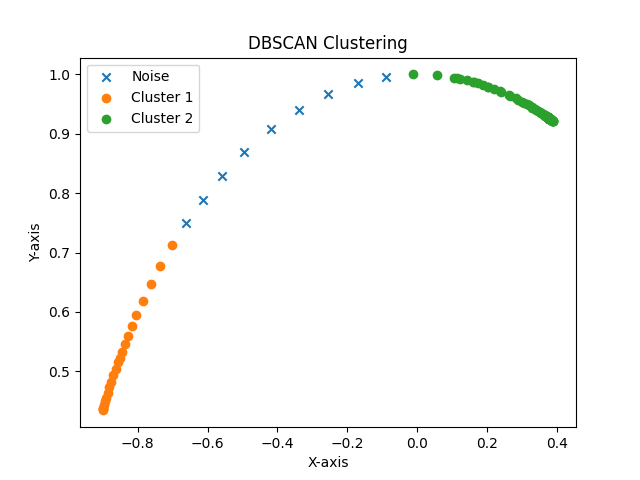 DBSCAN Clustering
Noise
Cluster 1
Cluster 2
1.0
0.9
0.8
0.7
0.6
0.5
Y-axis
−0.8 −0.6 −0.4 −0.2 0.0 0.2 0.4
X-axis